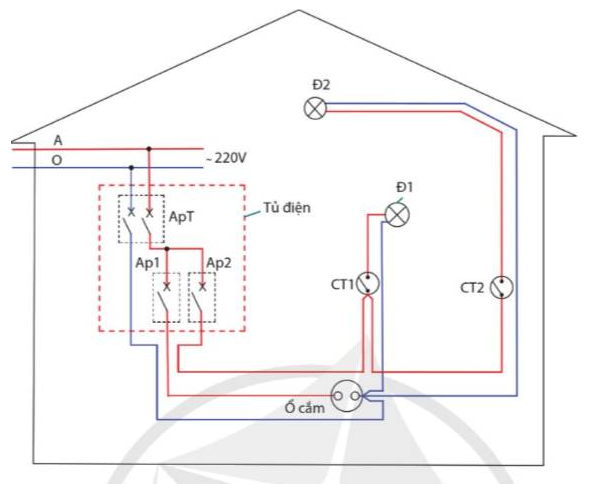 Đ2
A
O
~ 220V
Đ1
Tủ điện
ApT
Ap1
Ap2
CT1
CT2
Ổ cắm